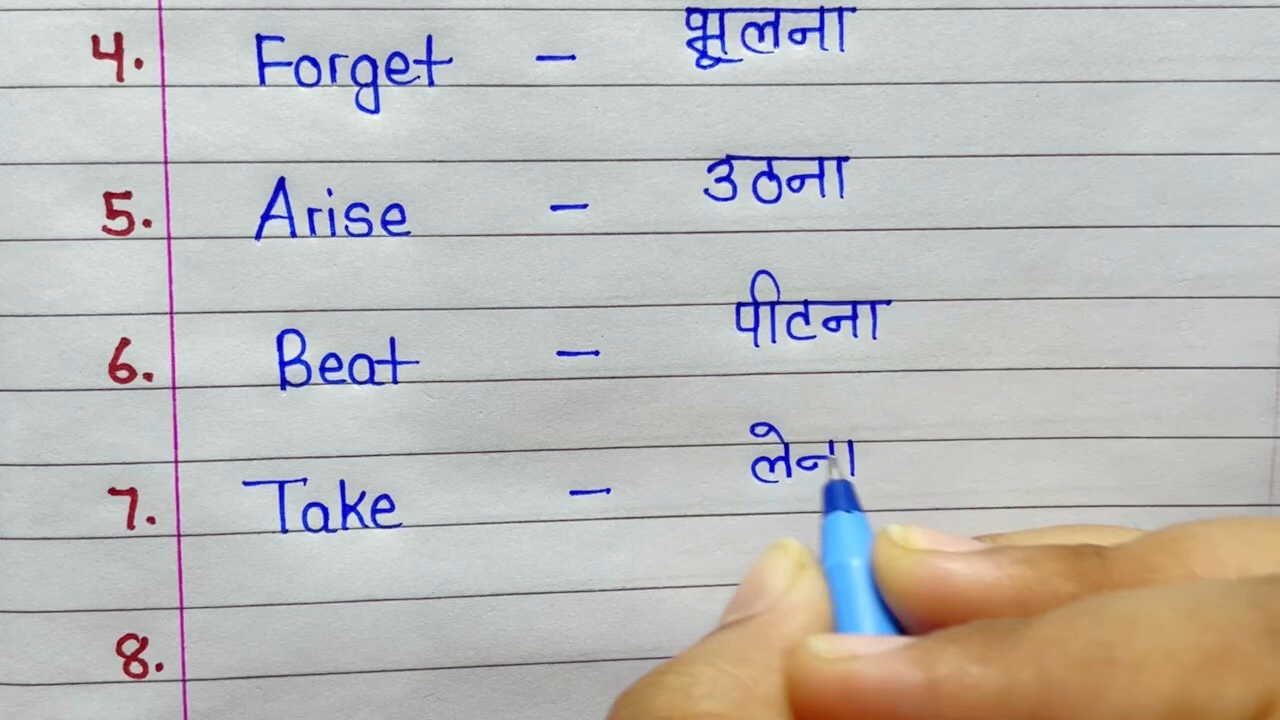 4. Forget - भूलना
5. Arise - उठना
6. Beat - पीटना
7. Take - लेना
8.